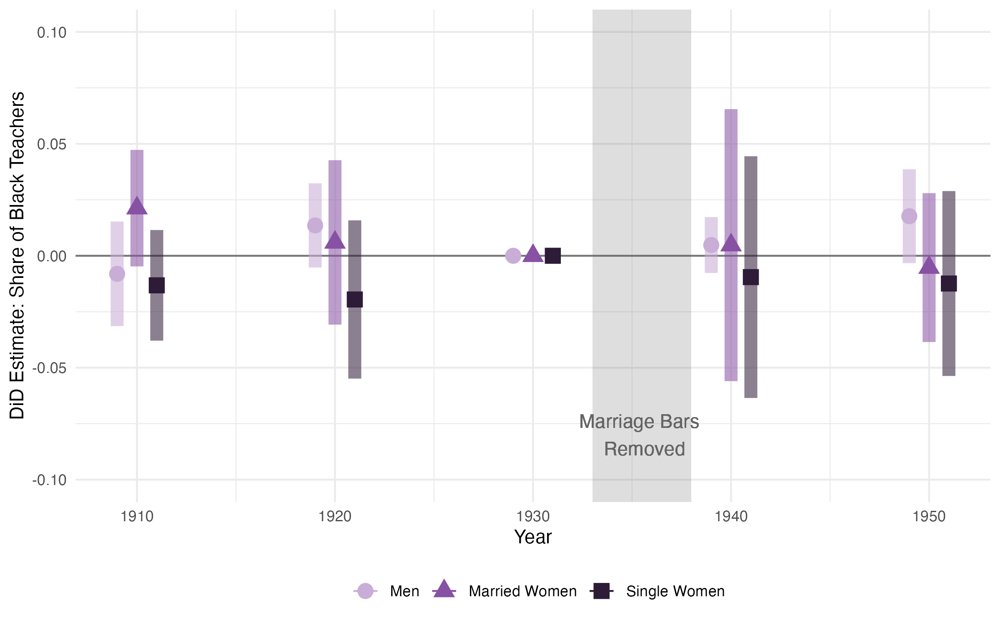 DiD Estimate: Share of Black Teachers
0.10
0.05
0.00
-0.05
-0.10
Marriage Bars
Removed
1910 1920 1930 1940 1950
Year
Men Married Women Single Women